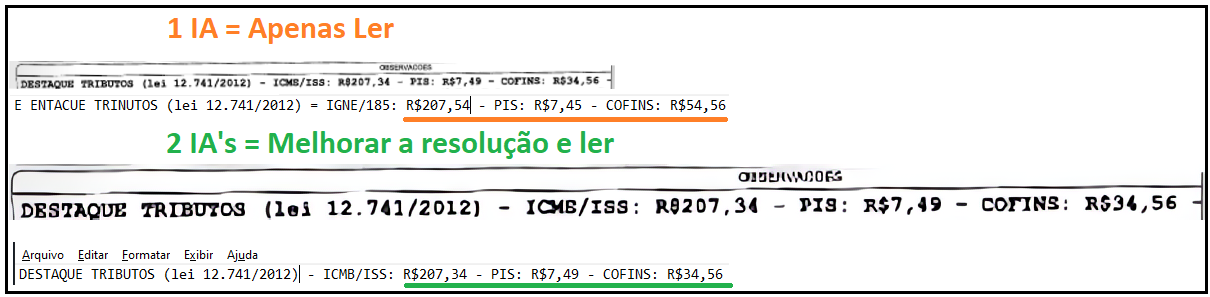 1 IA = Apenas Ler
OBSERVACOES
DESTAQUE TRIBUTOS (lei 12.741/2012) - ICMS/ISS: R$207,34 - PIS: R$7,49 - COFINS: R$34,56 -
E ENTACUE TRINUTOS (lei 12.741/2012) = IGNE/185: R$207,54 - PIS: R$7,45 - COFINS: R$54,56
2 IA's = Melhorar a resolução e ler
OBSERVACOES
DESTAQUE TRIBUTOS (lei 12.741/2012) - ICMB/ISS: R$207,34 - PIS: R$7,49 - COFINS: R$34,56 -
Arquivo Editar Formatar Exibir Ajuda
DESTAQUE TRIBUTOS (lei 12.741/2012) - ICMB/ISS: R$207,34 - PIS: R$7,49 - COFINS: R$34,56